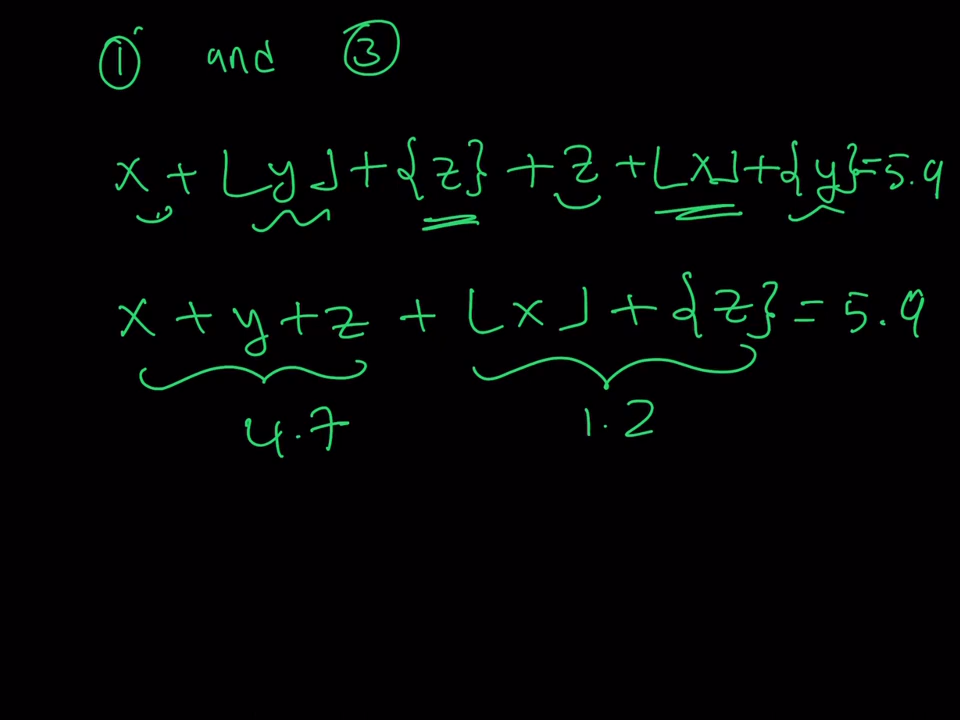 ① and ③
x + ⌊y⌋ + {z} + z + ⌊x⌋ + {y} = 5.9
x + y + z + ⌊x⌋ + {z} = 5.9
4.7 1.2